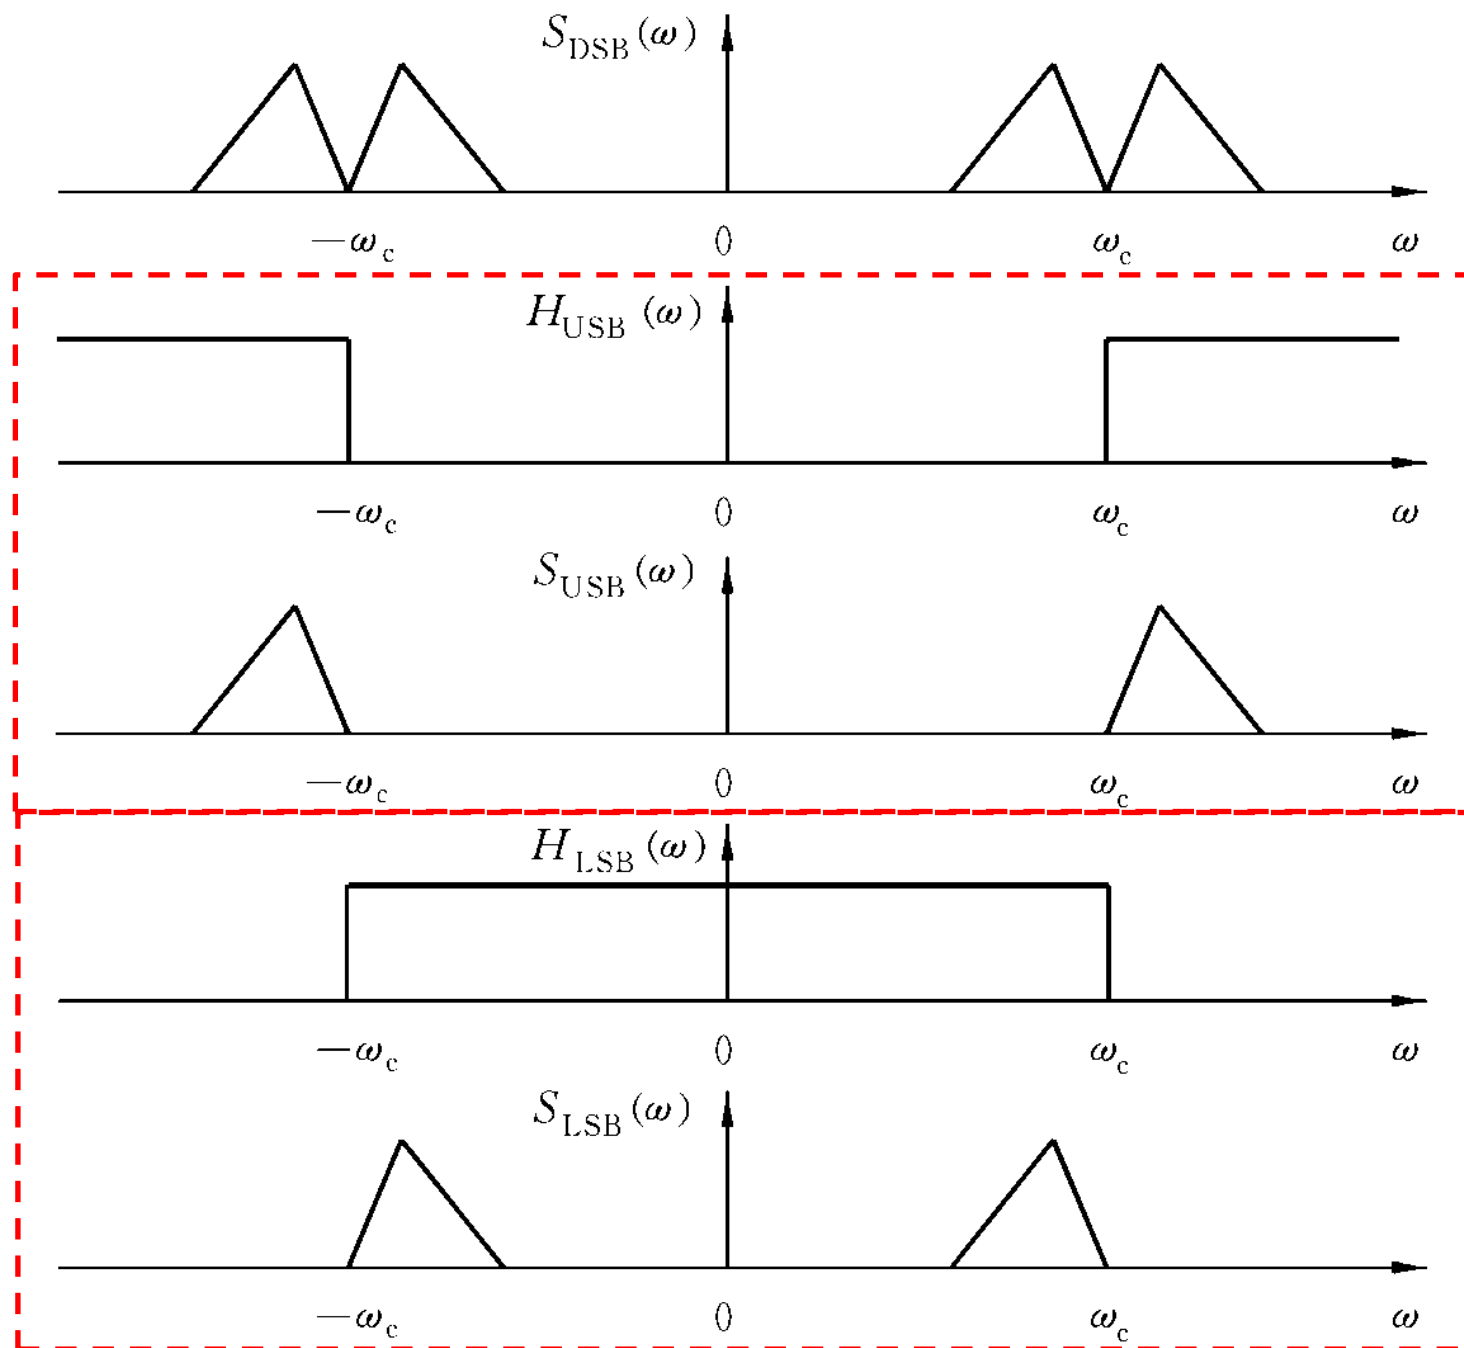 S_DSB(ω)
—ω_c 0 ω_c ω
H_USB(ω)
—ω_c 0 ω_c ω
S_USB(ω)
—ω_c 0 ω_c ω
H_LSB(ω)
—ω_c 0 ω_c ω
S_LSB(ω)
—ω_c 0 ω_c ω